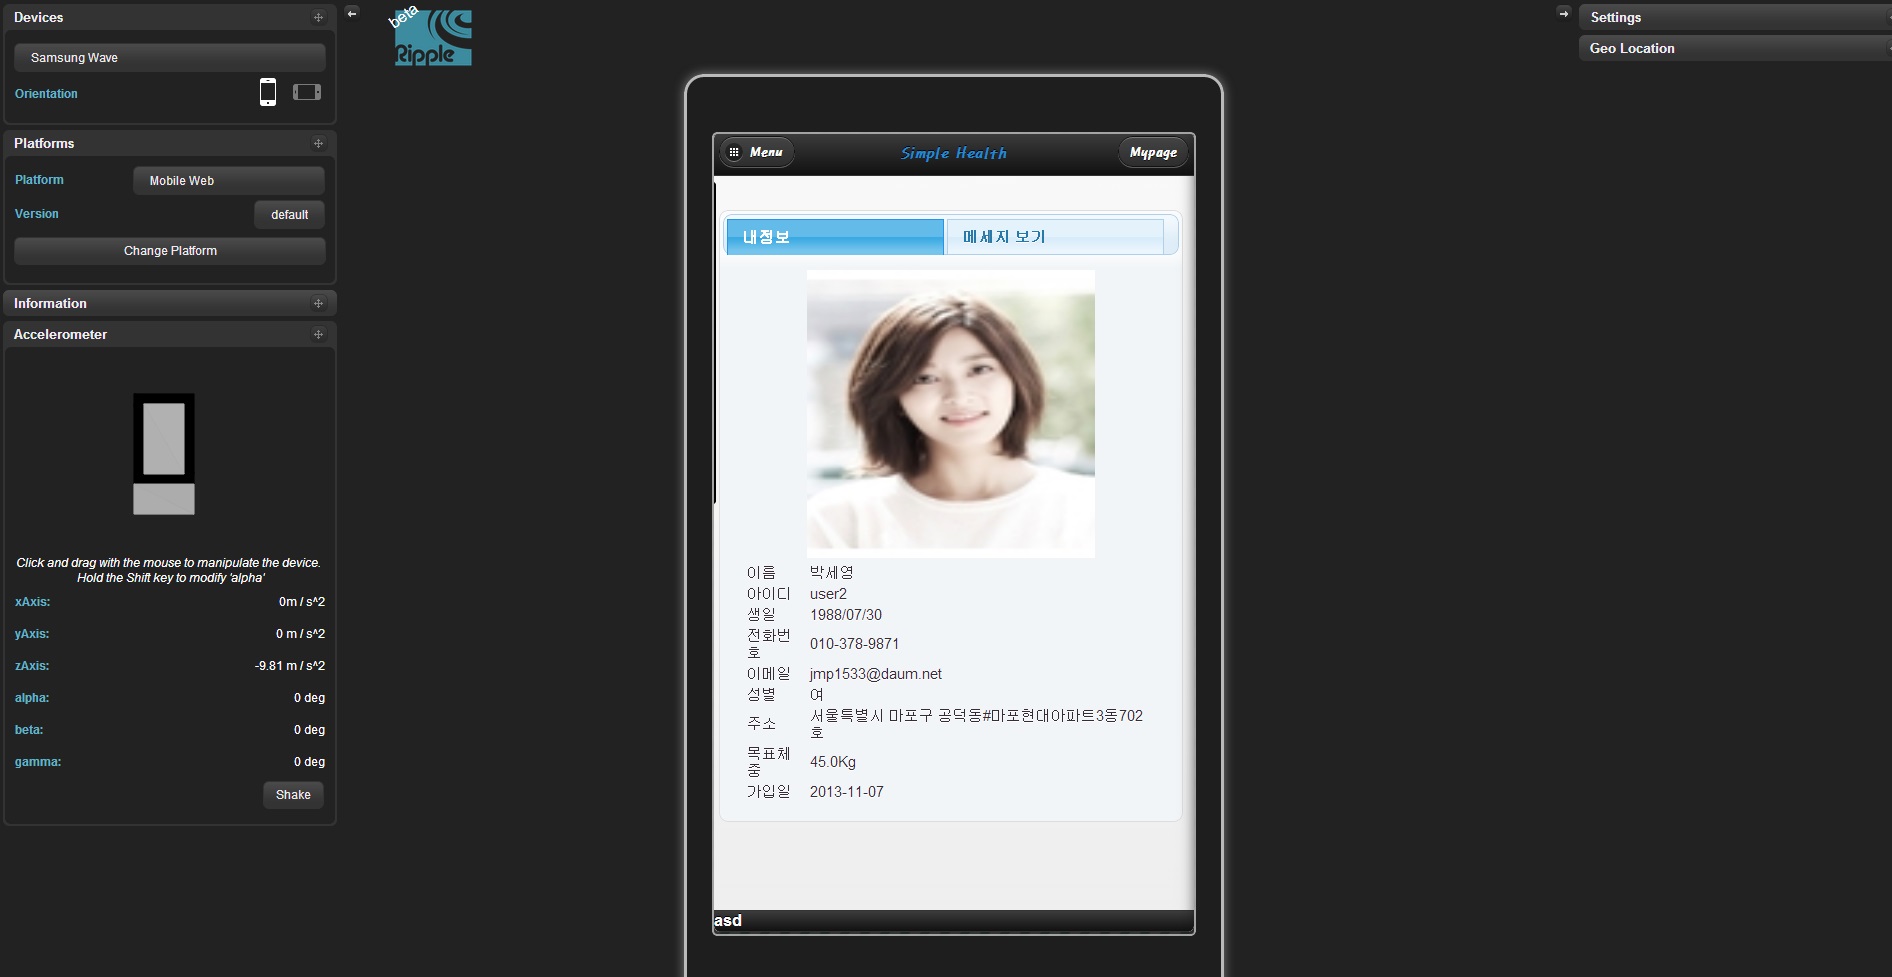 Devices
Samsung Wave
Orientation
Platforms
Platform
Mobile Web
Version
default
Change Platform
Information
Accelerometer
Click and drag with the mouse to manipulate the device.
Hold the Shift key to modify 'alpha'
xAxis: 0m / s^2
yAxis: 0 m / s^2
zAxis: -9.81 m / s^2
alpha: 0 deg
beta: 0 deg
gamma: 0 deg
Shake
beta
Ripple
Menu
Simple Health
Mypage
내정보
메세지 보기
이름 박세영
아이디 user2
생일 1988/07/30
전화번
호
010-378-9871
이메일 jmp1533@daum.net
성별 여
주소
서울특별시 마포구 공덕동#마포현대아파트3동702
호
목표체
중
45.0Kg
가입일 2013-11-07
asd
Settings
Geo Location